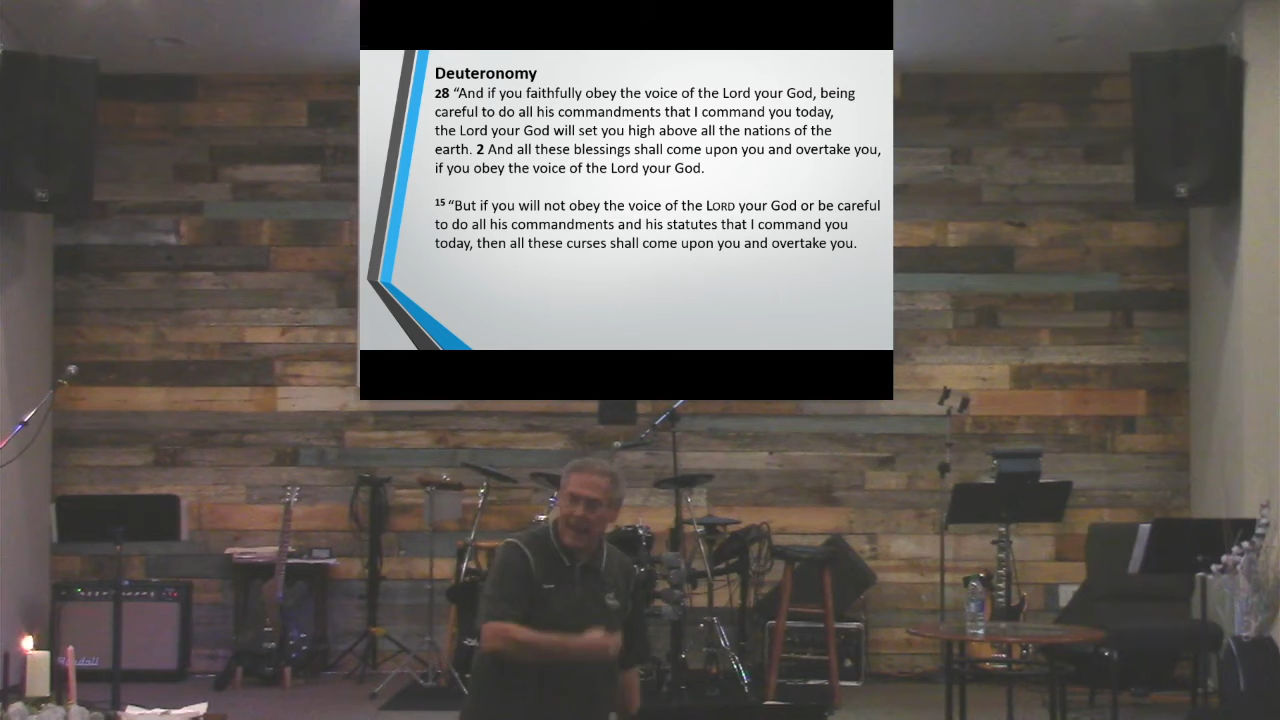 Deuteronomy
28 “And if you faithfully obey the voice of the Lord your God, being
careful to do all his commandments that I command you today,
the Lord your God will set you high above all the nations of the
earth. 2 And all these blessings shall come upon you and overtake you,
if you obey the voice of the Lord your God.
15 “But if you will not obey the voice of the LORD your God or be careful
to do all his commandments and his statutes that I command you
today, then all these curses shall come upon you and overtake you.
Randall